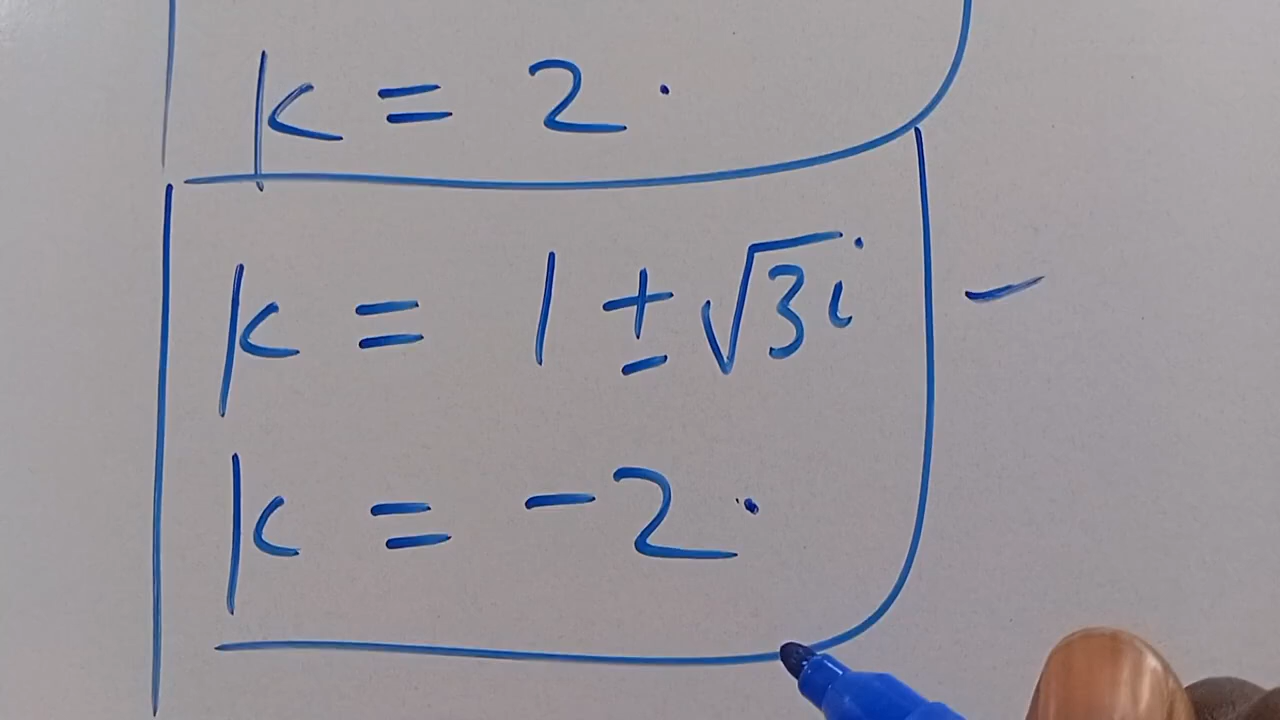 k = 2.
k = 1 ± √3i
k = -2.